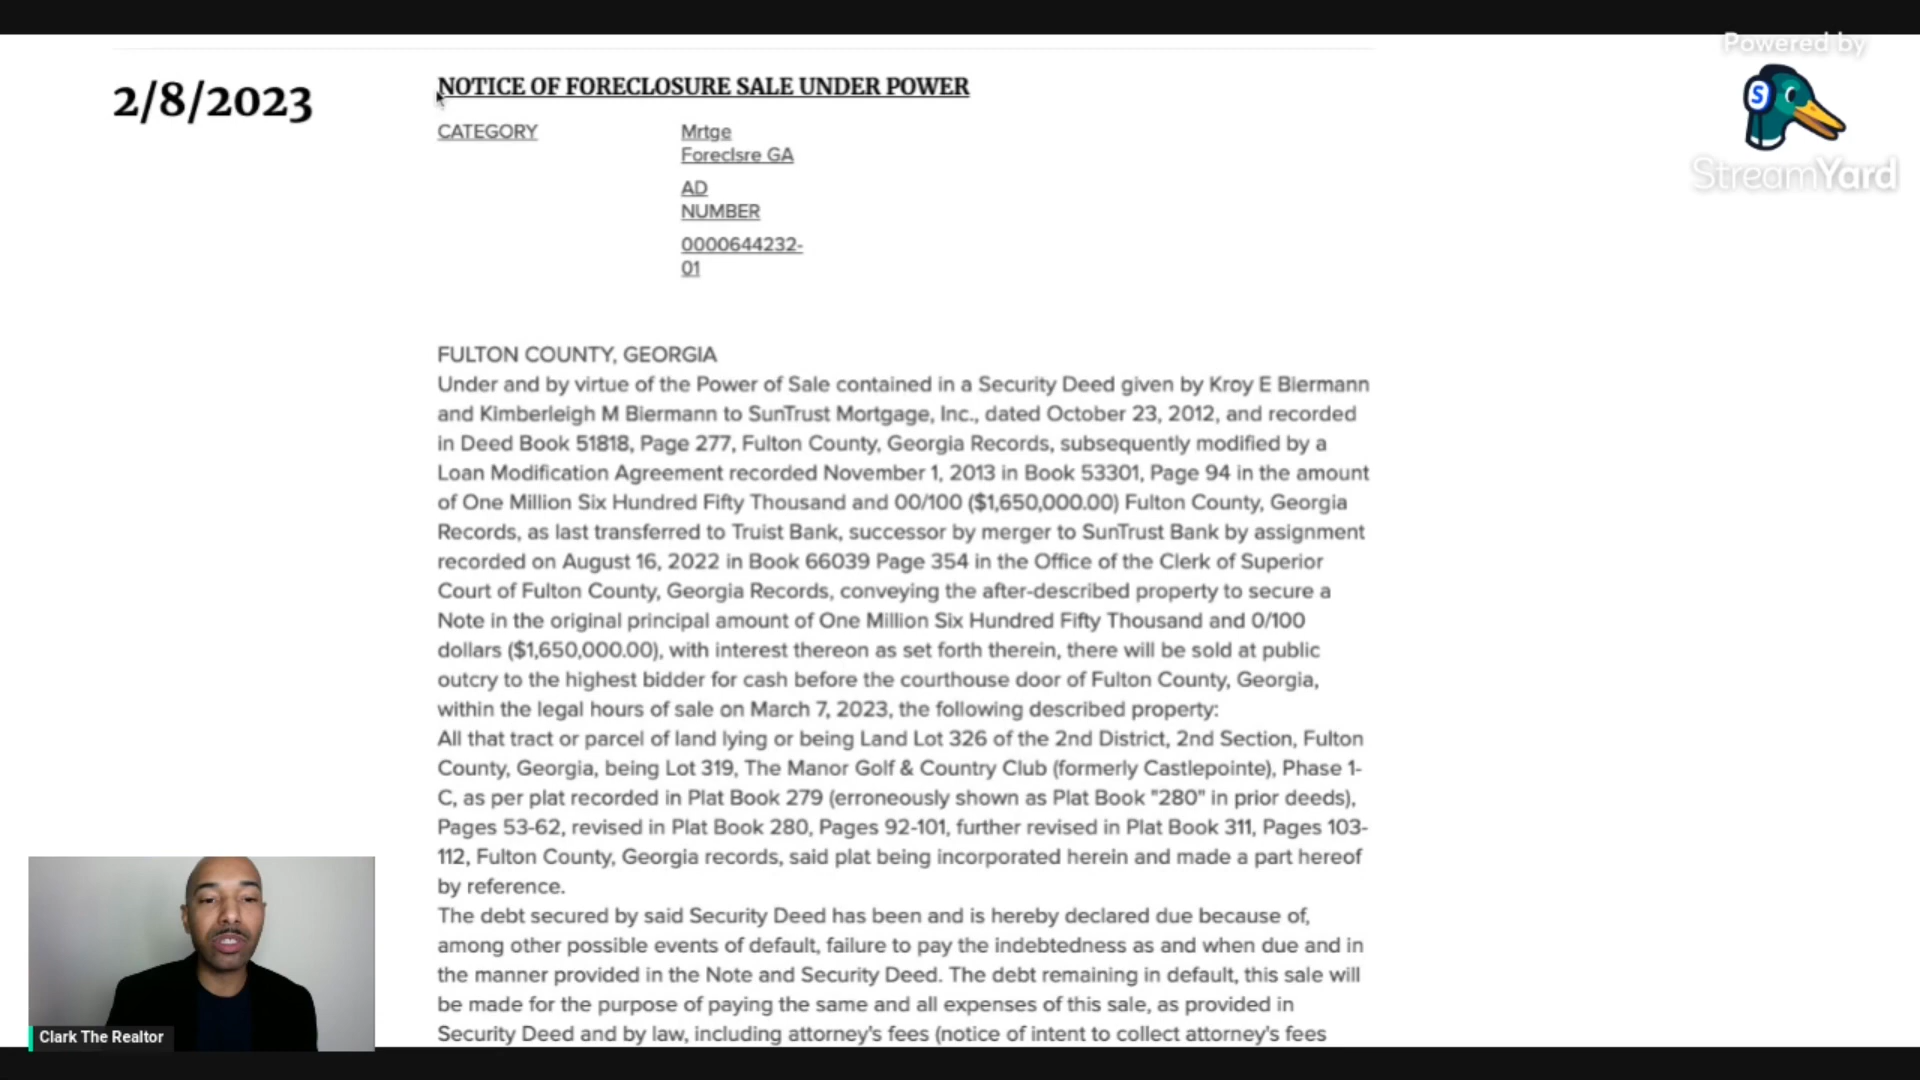 Powered by
StreamYard
2/8/2023
NOTICE OF FORECLOSURE SALE UNDER POWER
CATEGORY
Mrtge
Foreclsre GA
AD
NUMBER
0000644232-
01
FULTON COUNTY, GEORGIA
Under and by virtue of the Power of Sale contained in a Security Deed given by Kroy E Biermann
and Kimberleigh M Biermann to SunTrust Mortgage, Inc., dated October 23, 2012, and recorded
in Deed Book 51818, Page 277, Fulton County, Georgia Records, subsequently modified by a
Loan Modification Agreement recorded November 1, 2013 in Book 53301, Page 94 in the amount
of One Million Six Hundred Fifty Thousand and 00/100 ($1,650,000.00) Fulton County, Georgia
Records, as last transferred to Truist Bank, successor by merger to SunTrust Bank by assignment
recorded on August 16, 2022 in Book 66039 Page 354 in the Office of the Clerk of Superior
Court of Fulton County, Georgia Records, conveying the after-described property to secure a
Note in the original principal amount of One Million Six Hundred Fifty Thousand and 0/100
dollars ($1,650,000.00), with interest thereon as set forth therein, there will be sold at public
outcry to the highest bidder for cash before the courthouse door of Fulton County, Georgia,
within the legal hours of sale on March 7, 2023, the following described property:
All that tract or parcel of land lying or being Land Lot 326 of the 2nd District, 2nd Section, Fulton
County, Georgia, being Lot 319, The Manor Golf & Country Club (formerly Castlepointe), Phase 1-
C, as per plat recorded in Plat Book 279 (erroneously shown as Plat Book "280" in prior deeds),
Pages 53-62, revised in Plat Book 280, Pages 92-101, further revised in Plat Book 311, Pages 103-
112, Fulton County, Georgia records, said plat being incorporated herein and made a part hereof
by reference.
The debt secured by said Security Deed has been and is hereby declared due because of,
among other possible events of default, failure to pay the indebtedness as and when due and in
the manner provided in the Note and Security Deed. The debt remaining in default, this sale will
be made for the purpose of paying the same and all expenses of this sale, as provided in
Security Deed and by law, including attorney's fees (notice of intent to collect attorney's fees
Clark The Realtor